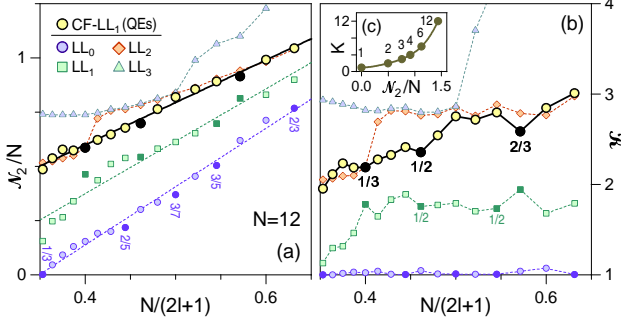 CF-LL1 (QEs)
LL0 LL2
LL1 LL3
1
𝒩2/N
0
1/3
2/5
3/7
3/5
2/3
N=12
(a)
0.4 0.6
N/(2l+1)
(c)
12
K
0
1
2
3
4
6
12
0.0 0.5 1.0 1.5
𝒩2/N
(b)
4
3
2
1
𝒦
1/3
1/2
2/3
1/2
1/2
0.4 0.6
N/(2l+1)